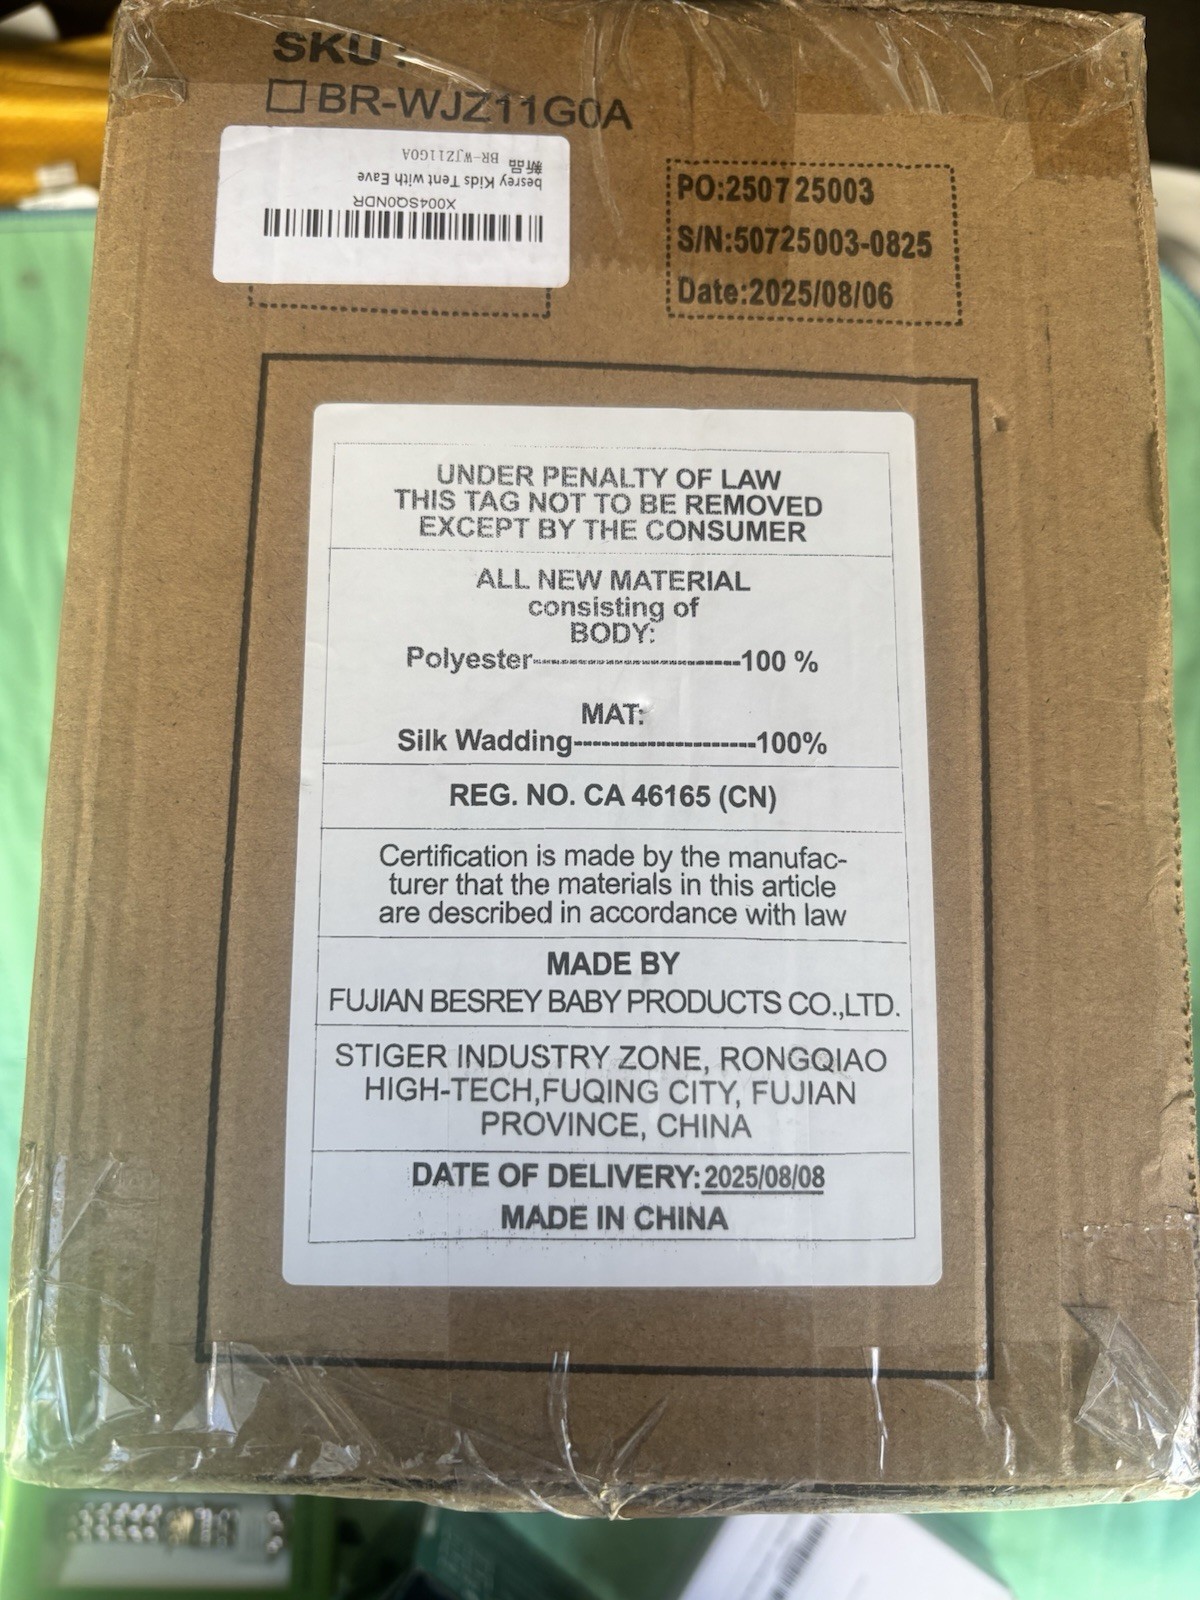 SKU:
BR-WJZ11G0A
X004SQ0NDR
besrey Kids Tent with Eave
新品 BR-WJZ11G0A
PO:250725003
S/N:50725003-0825
Date:2025/08/06
UNDER PENALTY OF LAW
THIS TAG NOT TO BE REMOVED
EXCEPT BY THE CONSUMER
ALL NEW MATERIAL
consisting of
BODY:
Polyester----------------------100 %
MAT:
Silk Wadding--------------------100%
REG. NO. CA 46165 (CN)
Certification is made by the manufac-
turer that the materials in this article
are described in accordance with law
MADE BY
FUJIAN BESREY BABY PRODUCTS CO.,LTD.
STIGER INDUSTRY ZONE, RONGQIAO
HIGH-TECH,FUQING CITY, FUJIAN
PROVINCE, CHINA
DATE OF DELIVERY:2025/08/08
MADE IN CHINA